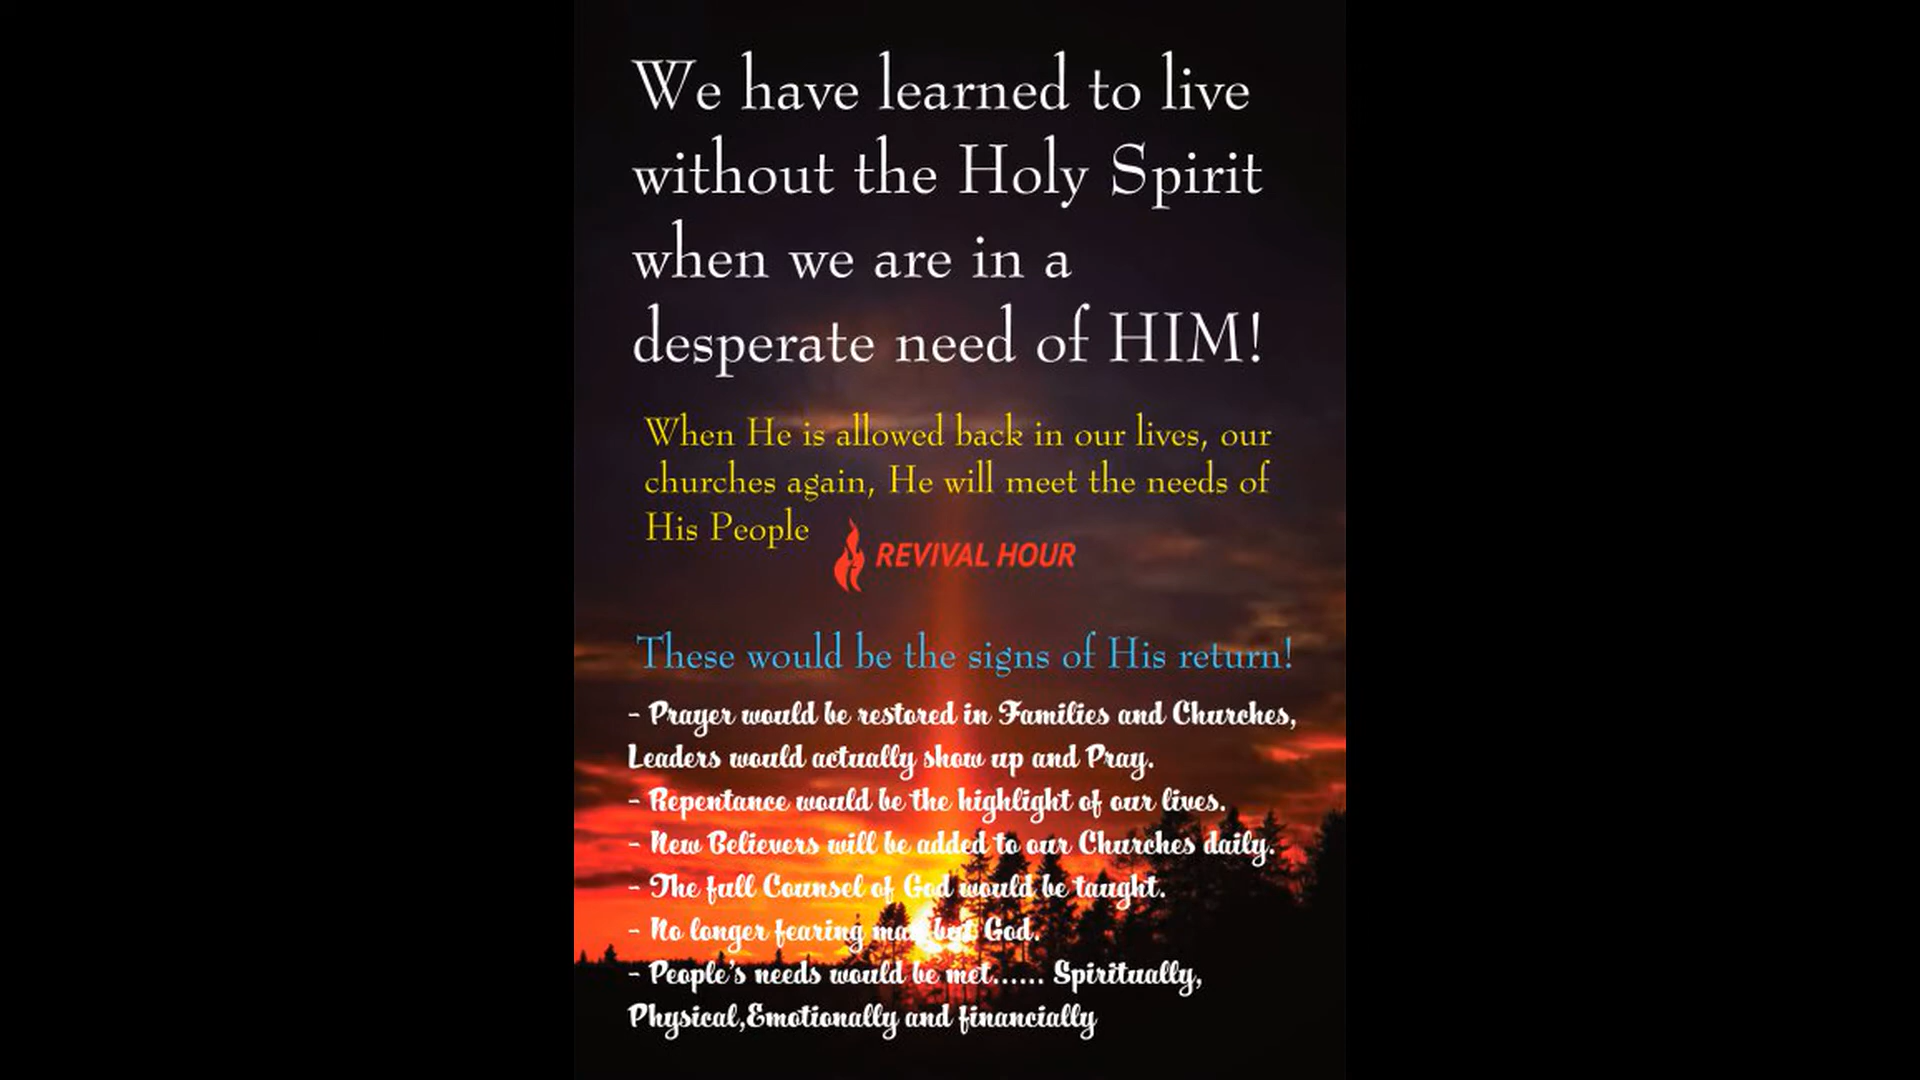 We have learned to live
without the Holy Spirit
when we are in a
desperate need of HIM!
When He is allowed back in our lives, our
churches again, He will meet the needs of
His People
REVIVAL HOUR
These would be the signs of His return!
- Prayer would be restored in Families and Churches,
Leaders would actually show up and Pray.
- Repentance would be the highlight of our lives.
- New Believers will be added to our Churches daily.
- The full Counsel of God would be taught.
- No longer fearing man but God.
- People's needs would be met...... Spiritually,
Physical,Emotionally and financially